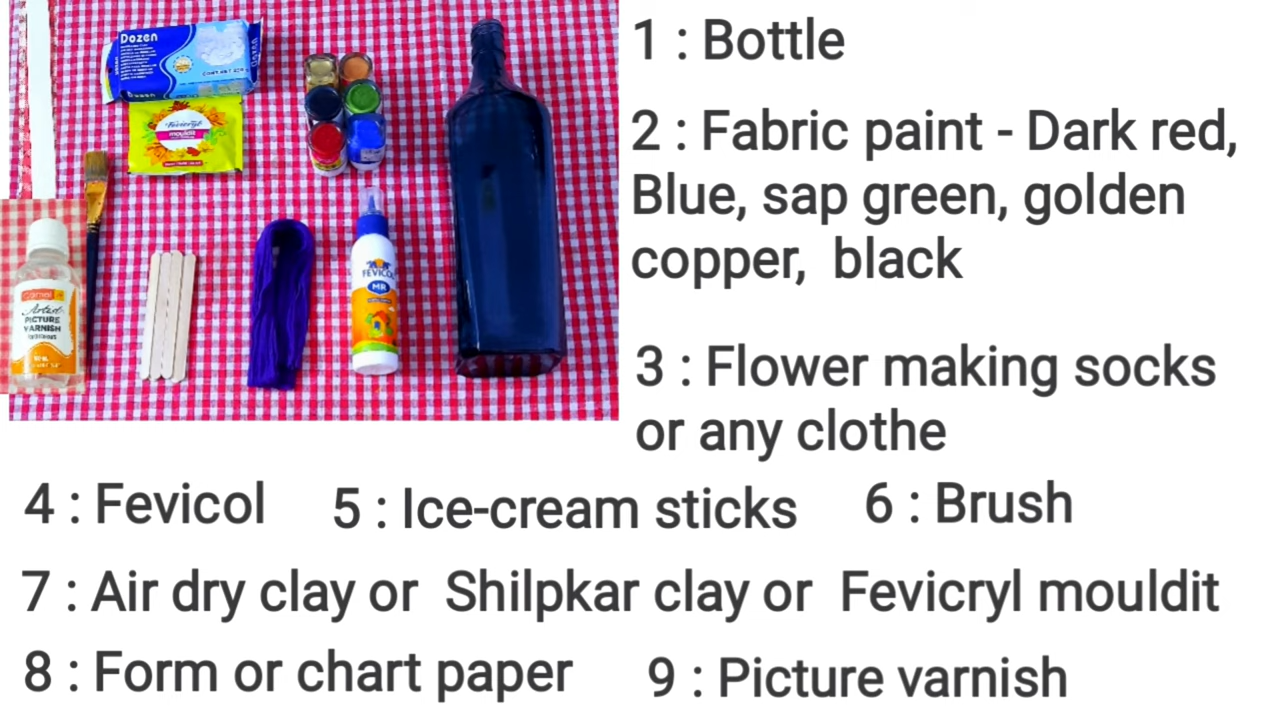 1 : Bottle
2 : Fabric paint - Dark red,
Blue, sap green, golden
copper, black
3 : Flower making socks
or any clothe
4 : Fevicol 5 : Ice-cream sticks 6 : Brush
7 : Air dry clay or Shilpkar clay or Fevicryl mouldit
8 : Form or chart paper 9 : Picture varnish
Dozen
Fevicryl
mouldit
FEVICOL
MR
Artist
PICTURE
VARNISH